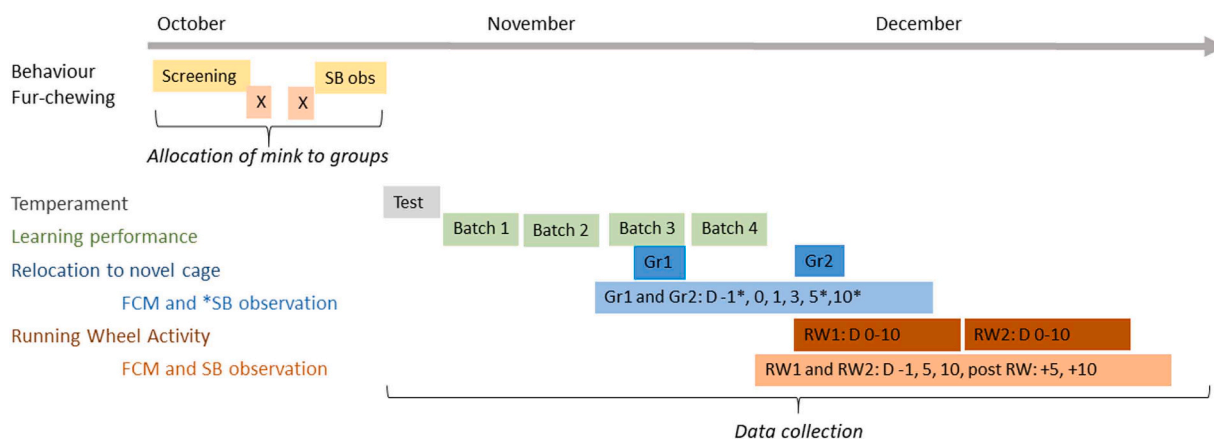 October November December
Behaviour Screening SB obs
Fur-chewing X X
Allocation of mink to groups
Temperament Test
Learning performance Batch 1 Batch 2 Batch 3 Batch 4
Relocation to novel cage Gr1 Gr2
FCM and *SB observation Gr1 and Gr2: D -1*, 0, 1, 3, 5*,10*
Running Wheel Activity RW1: D 0-10 RW2: D 0-10
FCM and SB observation RW1 and RW2: D -1, 5, 10, post RW: +5, +10
Data collection